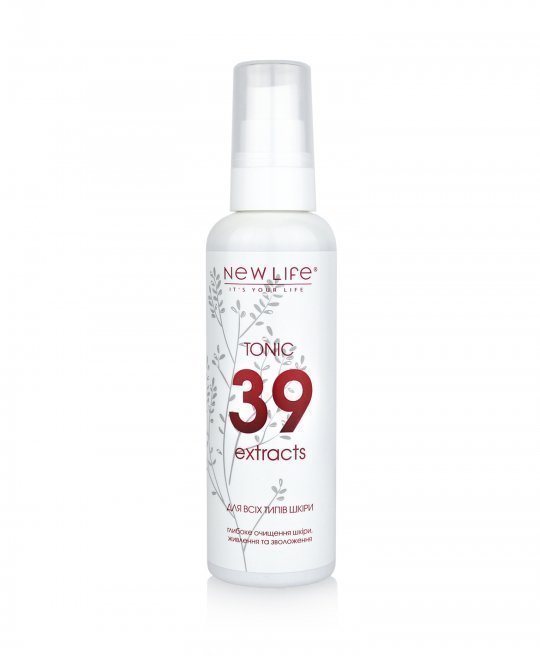 NEW LIFE®
IT'S YOUR LIFE
TONIC
39
extracts
ДЛЯ ВСІХ ТИПІВ ШКІРИ
глибоке очищення шкіри,
живлення та зволоження